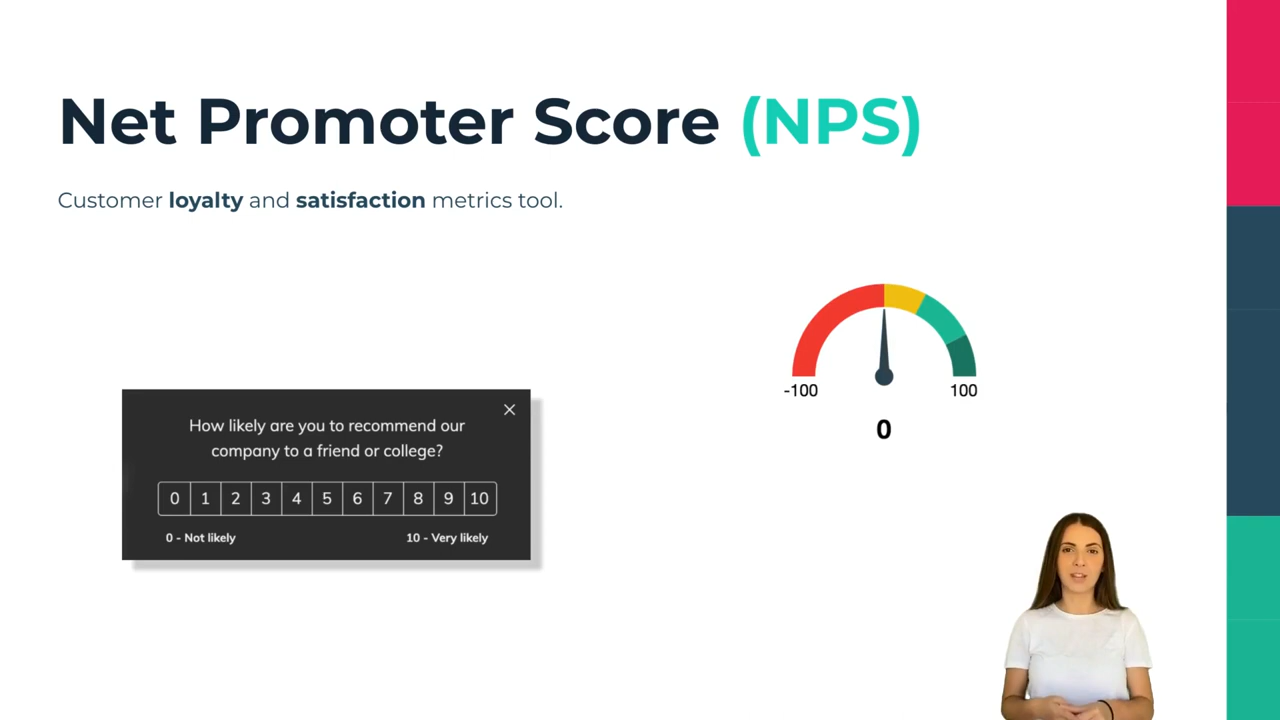 Net Promoter Score (NPS)
Customer loyalty and satisfaction metrics tool.
-100
100
0
How likely are you to recommend our
company to a friend or college?
0 1 2 3 4 5 6 7 8 9 10
0 - Not likely
10 - Very likely